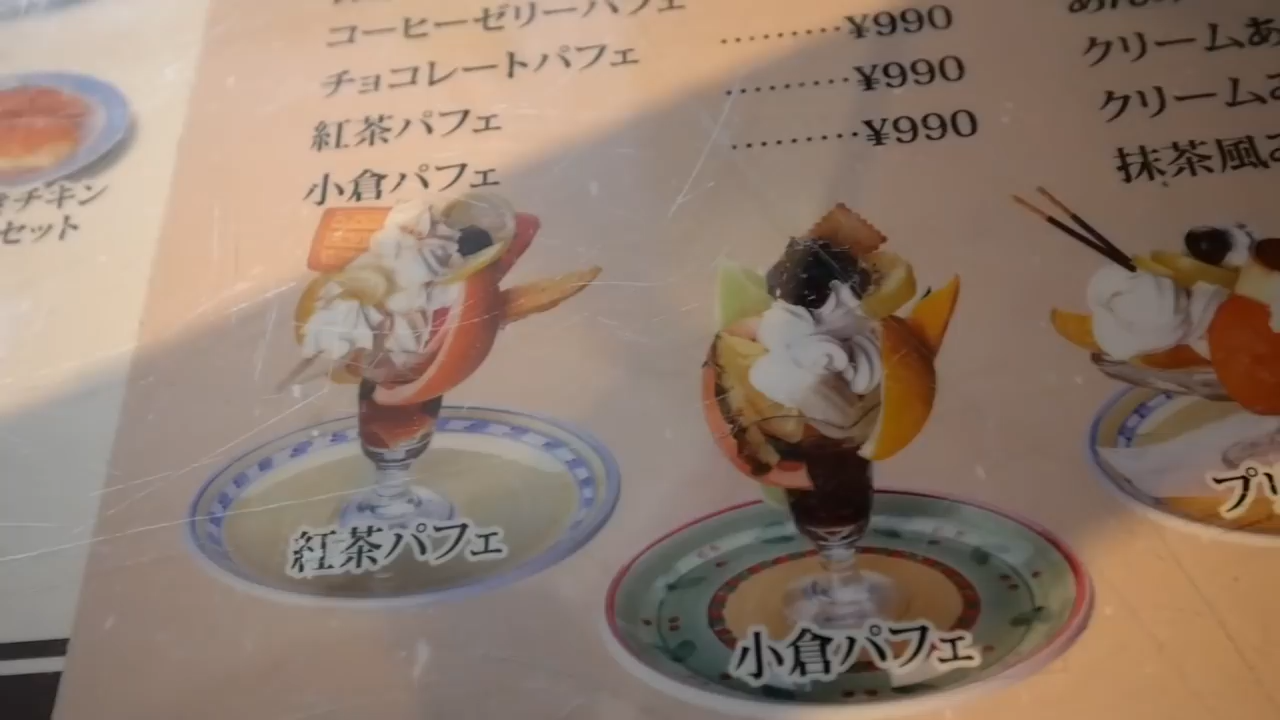 コーヒーゼリーパフェ
チョコレートパフェ ………¥990
紅茶パフェ ………¥990
小倉パフェ ………¥990
クリームあ
クリーム
抹茶風
チキン
セット
紅茶パフェ
小倉パフェ
プリ